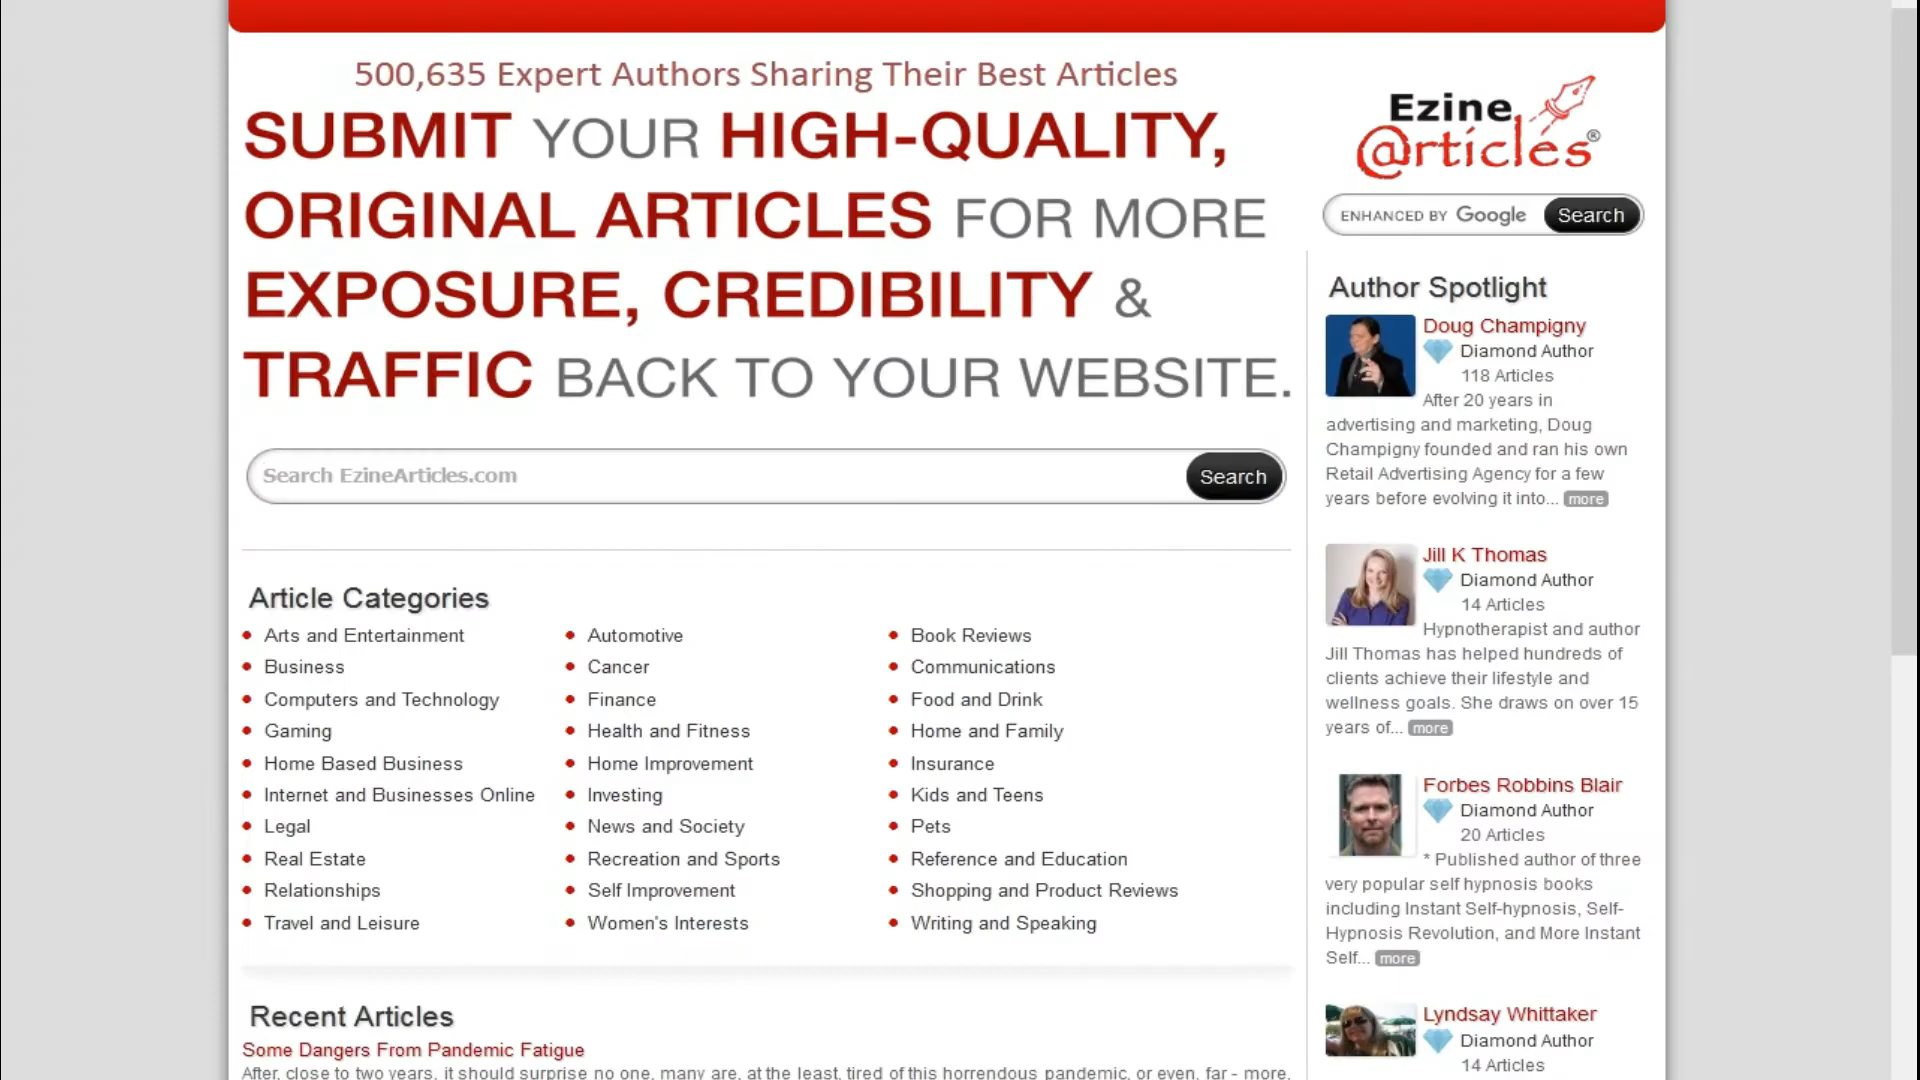 500,635 Expert Authors Sharing Their Best Articles
SUBMIT YOUR HIGH-QUALITY,
ORIGINAL ARTICLES FOR MORE
EXPOSURE, CREDIBILITY &
TRAFFIC BACK TO YOUR WEBSITE.
Search EzineArticles.com
Search
Article Categories
Arts and Entertainment
Business
Computers and Technology
Gaming
Home Based Business
Internet and Businesses Online
Legal
Real Estate
Relationships
Travel and Leisure
Automotive
Cancer
Finance
Health and Fitness
Home Improvement
Investing
News and Society
Recreation and Sports
Self Improvement
Women's Interests
Book Reviews
Communications
Food and Drink
Home and Family
Insurance
Kids and Teens
Pets
Reference and Education
Shopping and Product Reviews
Writing and Speaking
Recent Articles
Some Dangers From Pandemic Fatigue
After, close to two years, it should surprise no one, many are, at the least, tired of this horrendous pandemic, or even, far - more,
Ezine
@rticles®
ENHANCED BY Google
Search
Author Spotlight
Doug Champigny
Diamond Author
118 Articles
After 20 years in
advertising and marketing, Doug
Champigny founded and ran his own
Retail Advertising Agency for a few
years before evolving it into... more
Jill K Thomas
Diamond Author
14 Articles
Hypnotherapist and author
Jill Thomas has helped hundreds of
clients achieve their lifestyle and
wellness goals. She draws on over 15
years of... more
Forbes Robbins Blair
Diamond Author
20 Articles
* Published author of three
very popular self hypnosis books
including Instant Self-hypnosis, Self-
Hypnosis Revolution, and More Instant
Self... more
Lyndsay Whittaker
Diamond Author
14 Articles